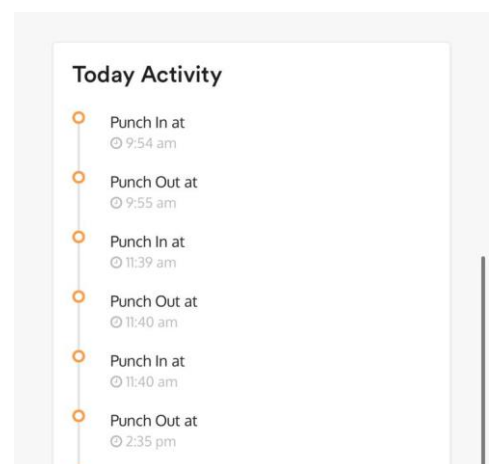 Today Activity
Punch In at
9:54 am
Punch Out at
9:55 am
Punch In at
11:39 am
Punch Out at
11:40 am
Punch In at
11:40 am
Punch Out at
2:35 pm